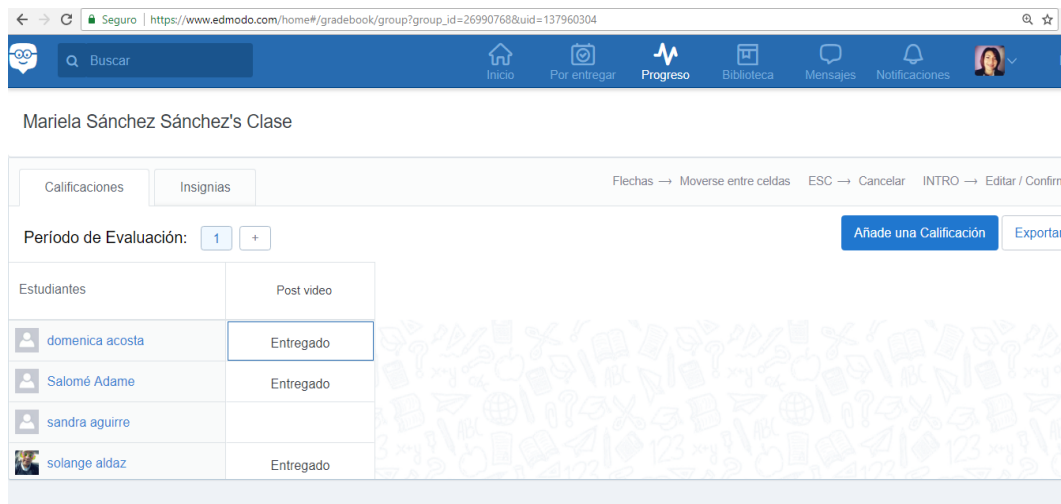 Seguro | https://www.edmodo.com/home#/gradebook/group?group_id=26990768&uid=137960304
Buscar
Inicio Por entregar Progreso Biblioteca Mensajes Notificaciones
Mariela Sánchez Sánchez's Clase
Calificaciones Insignias Flechas → Moverse entre celdas ESC → Cancelar INTRO → Editar / Confirm
Período de Evaluación: 1 + Añade una Calificación Exportar
Estudiantes Post video
domenica acosta Entregado
Salomé Adame Entregado
sandra aguirre
solange aldaz Entregado